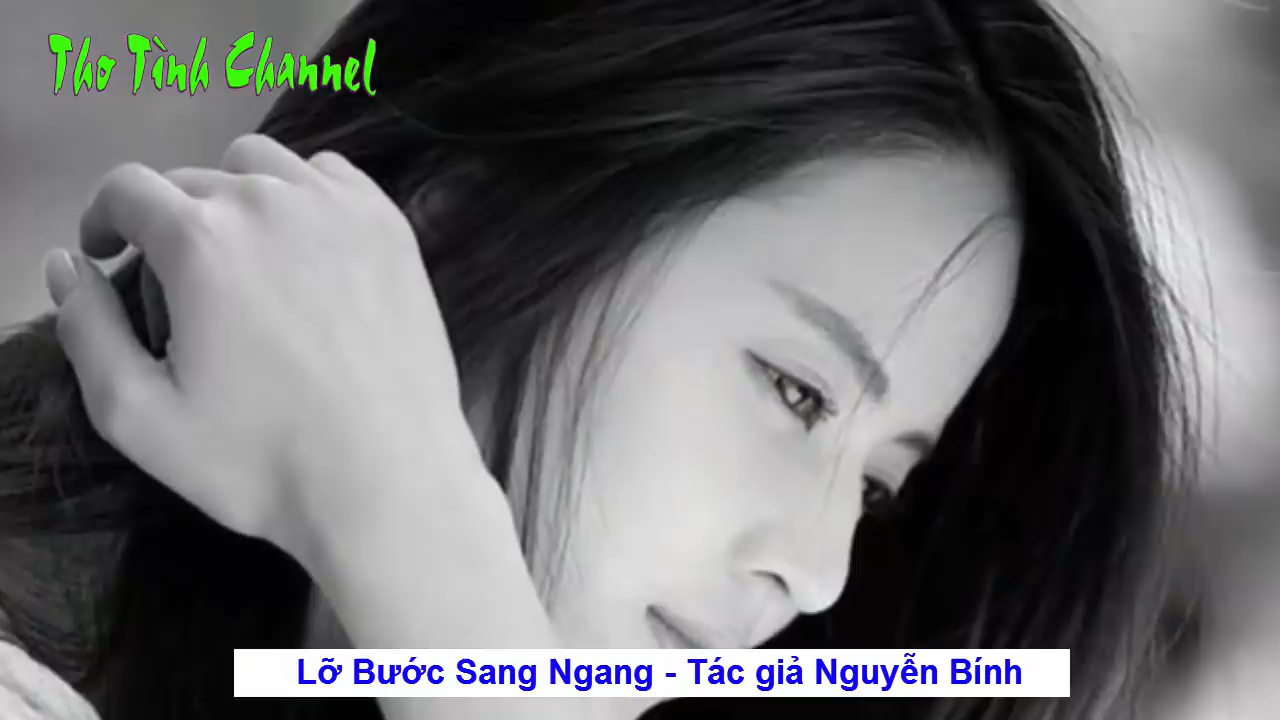 Thơ Tình Channel
Lỡ Bước Sang Ngang - Tác giả Nguyễn Bính